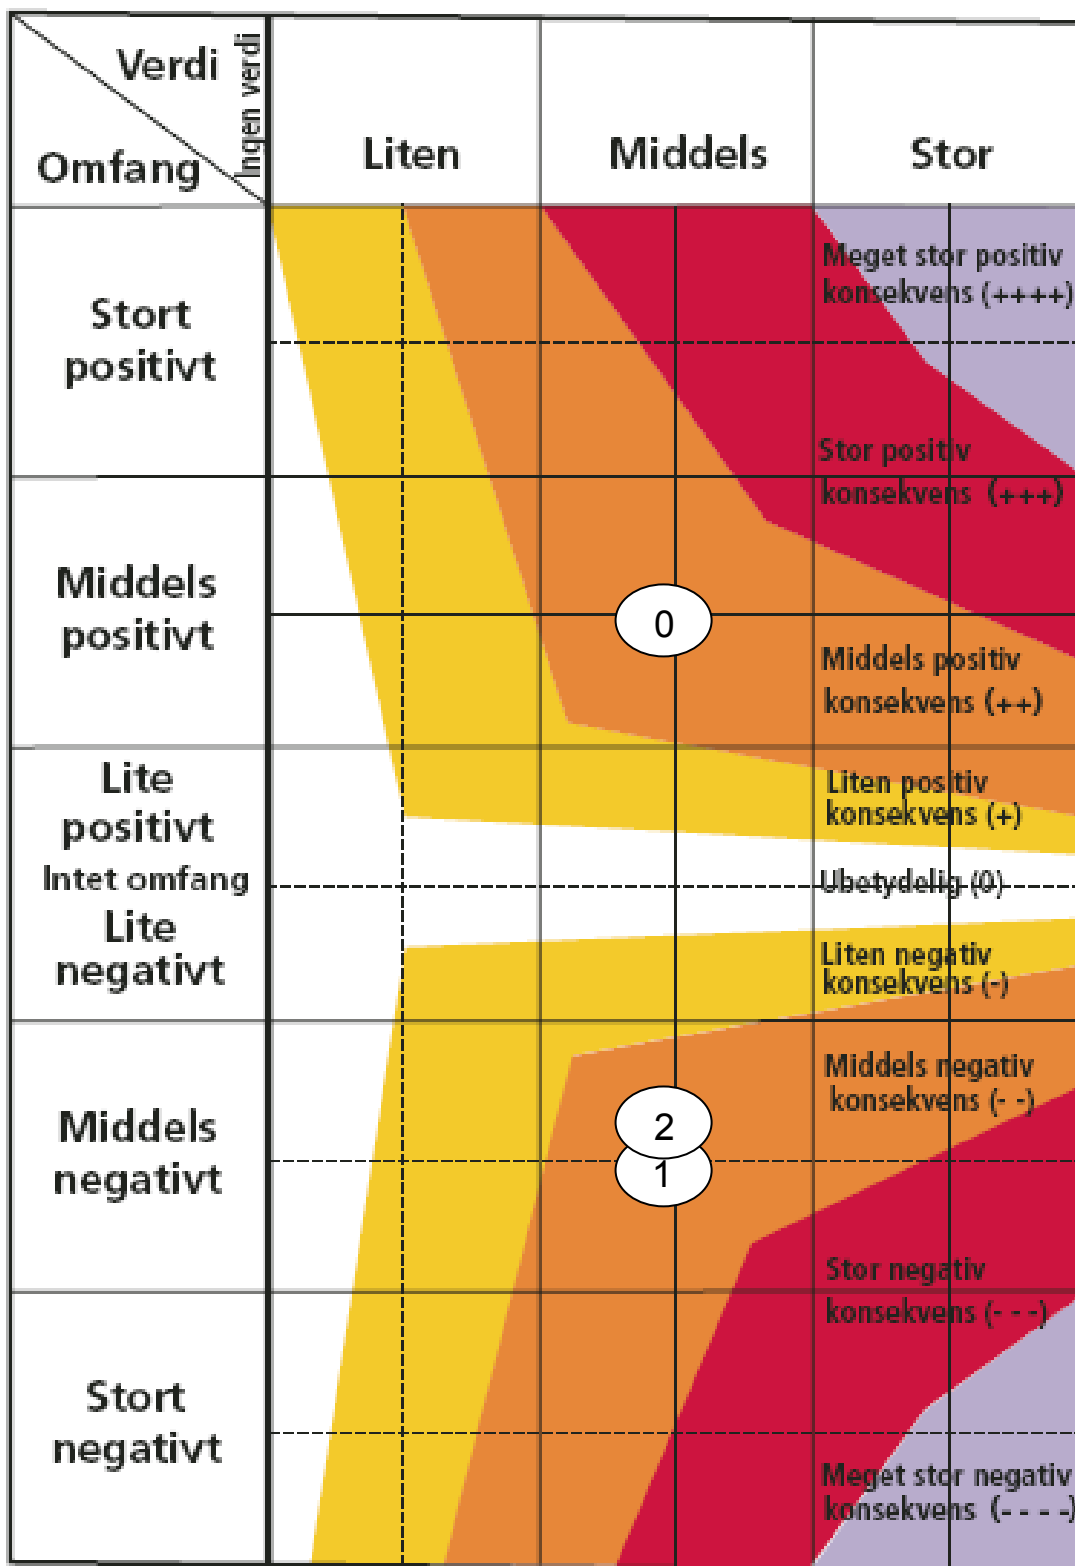 Verdi
Ingen verdi
Omfang
Liten
Middels
Stor
Stort
positivt
Meget stor positiv
konsekvens (++++)
Stor positiv
konsekvens (+++)
Middels
positivt
0
Middels positiv
konsekvens (++)
Lite
positivt
Liten positiv
konsekvens (+)
Intet omfang
Ubetydelig (0)
Lite
negativt
Liten negativ
konsekvens (-)
Middels
negativt
Middels negativ
konsekvens (- -)
2
1
Stor negativ
konsekvens (- - -)
Stort
negativt
Meget stor negativ
konsekvens (- - - -)